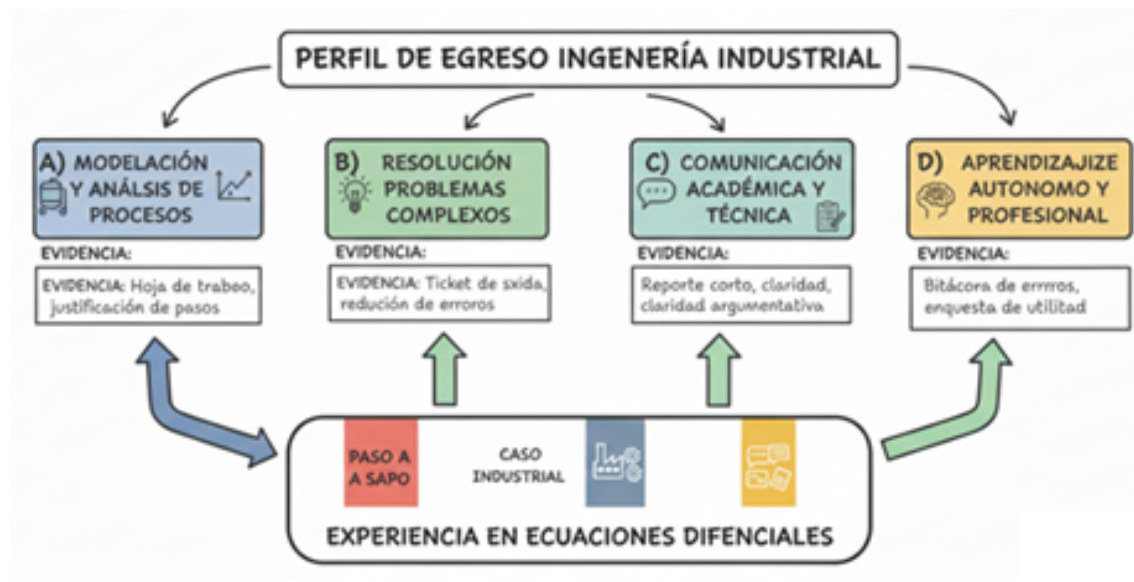 PERFIL DE EGRESO INGENERÍA INDUSTRIAL
A) MODELACIÓN
Y ANÁLSIS DE
PROCESOS
EVIDENCIA:
EVIDENCIA: Hoja de traboo,
justificación de pasos
B) RESOLUCIÓN
PROBLEMAS
COMPLEXOS
EVIDENCIA:
EVIDENCIA: Ticket de sxida,
redución de erroros
C) COMUNICACIÓN
ACADÉMICA Y
TÉCNICA
EVIDENCIA:
Reporte corto, claridad,
claridad argumentativa
D) APRENDIZAJIZE
AUTONOMO Y
PROFESIONAL
EVIDENCIA:
Bitácora de errrros,
enquesta de utilitad
PASO A
A SAPO
CASO
INDUSTRIAL
EXPERIENCIA EN ECUACIONES DIFENCIALES